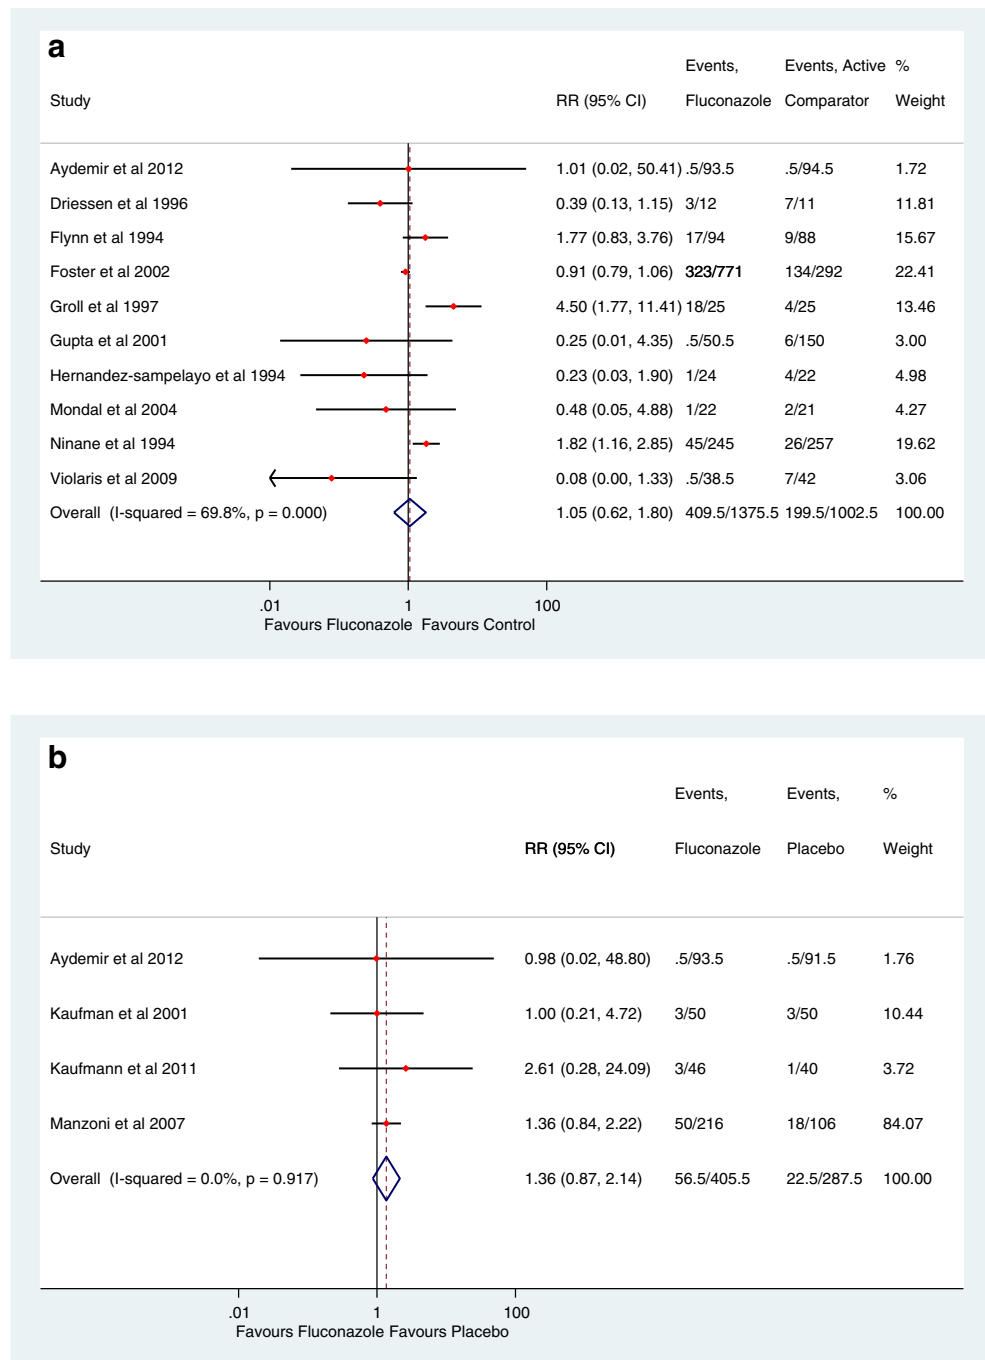 a
Events, Events, Active %
Study RR (95% CI) Fluconazole Comparator Weight
Aydemir et al 2012 1.01 (0.02, 50.41) .5/93.5 .5/94.5 1.72
Driessen et al 1996 0.39 (0.13, 1.15) 3/12 7/11 11.81
Flynn et al 1994 1.77 (0.83, 3.76) 17/94 9/88 15.67
Foster et al 2002 0.91 (0.79, 1.06) 323/771 134/292 22.41
Groll et al 1997 4.50 (1.77, 11.41) 18/25 4/25 13.46
Gupta et al 2001 0.25 (0.01, 4.35) .5/50.5 6/150 3.00
Hernandez-sampelayo et al 1994 0.23 (0.03, 1.90) 1/24 4/22 4.98
Mondal et al 2004 0.48 (0.05, 4.88) 1/22 2/21 4.27
Ninane et al 1994 1.82 (1.16, 2.85) 45/245 26/257 19.62
Violaris et al 2009 0.08 (0.00, 1.33) .5/38.5 7/42 3.06
Overall (I-squared = 69.8%, p = 0.000) 1.05 (0.62, 1.80) 409.5/1375.5 199.5/1002.5 100.00
.01 1 100
Favours Fluconazole Favours Control
b
Events, Events, %
Study RR (95% CI) Fluconazole Placebo Weight
Aydemir et al 2012 0.98 (0.02, 48.80) .5/93.5 .5/91.5 1.76
Kaufman et al 2001 1.00 (0.21, 4.72) 3/50 3/50 10.44
Kaufmann et al 2011 2.61 (0.28, 24.09) 3/46 1/40 3.72
Manzoni et al 2007 1.36 (0.84, 2.22) 50/216 18/106 84.07
Overall (I-squared = 0.0%, p = 0.917) 1.36 (0.87, 2.14) 56.5/405.5 22.5/287.5 100.00
.01 1 100
Favours Fluconazole Favours Placebo